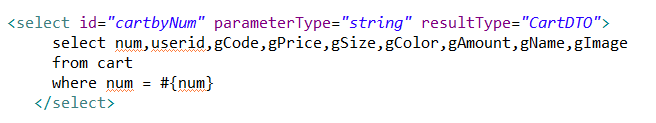 <select id="cartbyNum" parameterType="string" resultType="CartDTO">
select num,userid,gCode,gPrice,gSize,gColor,gAmount,gName,gImage
from cart
where num = #{num}
</select>